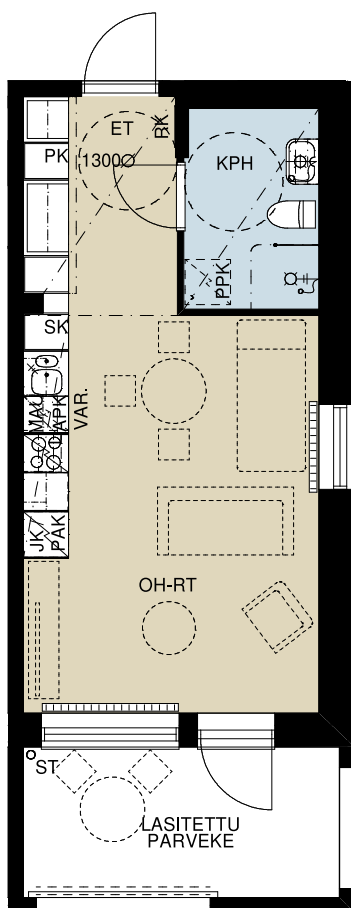 ET
RK
PK
1300Ø
KPH
PPK
SK
MAU
APK
VAR.
JK
PAK
OH-RT
ST
LASITETTU
PARVEKE